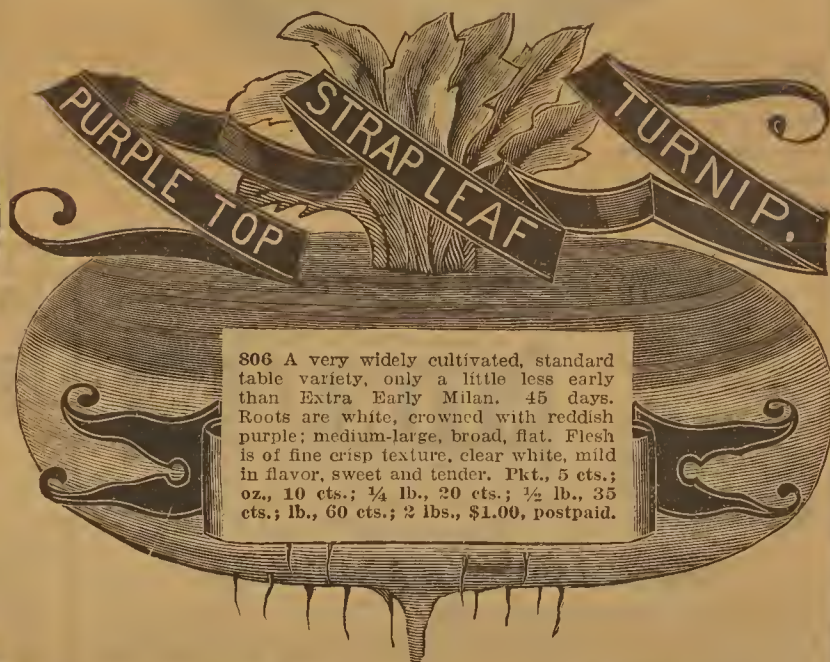 PURPLE TOP
STRAP LEAF
TURNIP.
806 A very widely cultivated, standard
table variety, only a little less early
than Extra Early Milan. 45 days.
Roots are white, crowned with reddish
purple; medium-large, broad, flat. Flesh
is of fine crisp texture, clear white, mild
in flavor, sweet and tender. Pkt., 5 cts.;
oz., 10 cts.; ¼ lb., 20 cts.; ½ lb., 35
cts.; lb., 60 cts.; 2 lbs., $1.00, postpaid.